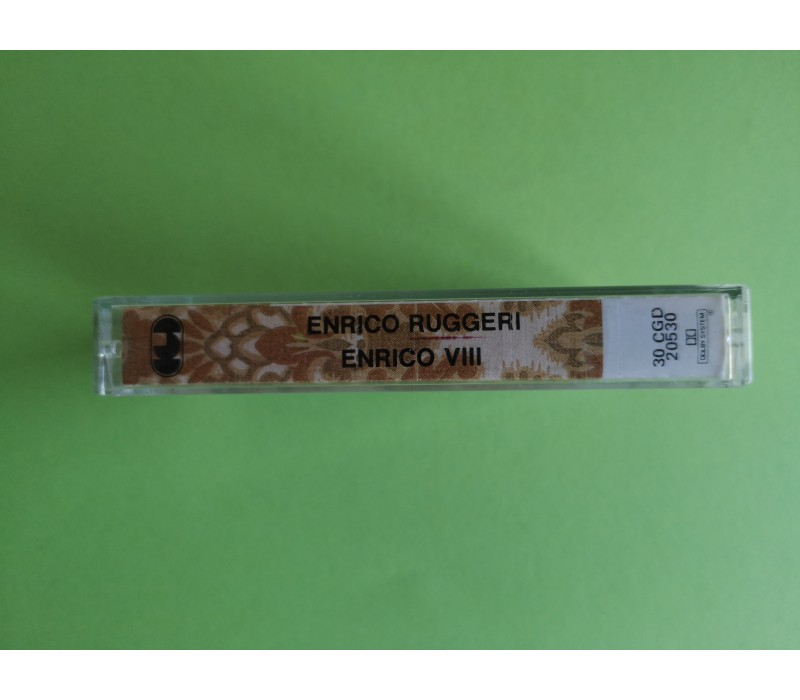 ENRICO RUGGERI
ENRICO VIII
30 CGD
20530
DOLBY SYSTEM